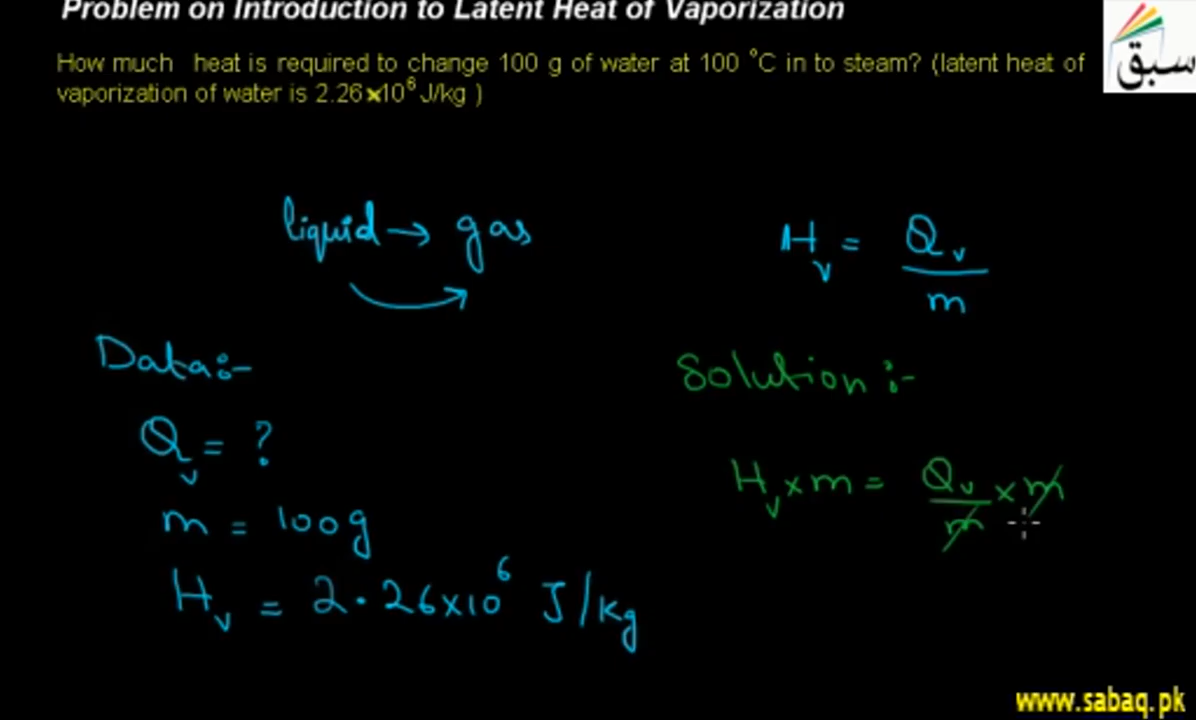 Problem on Introduction to Latent Heat of Vaporization
How much heat is required to change 100 g of water at 100 °C in to steam? (latent heat of
vaporization of water is 2.26×10⁶ J/kg )
سبق
liquid → gas
Hᵥ = Qᵥ / m
Data:-
Qᵥ = ?
m = 100g
Hᵥ = 2.26×10⁶ J/kg
Solution:-
Hᵥ × m = Qᵥ / m × m
www.sabaq.pk